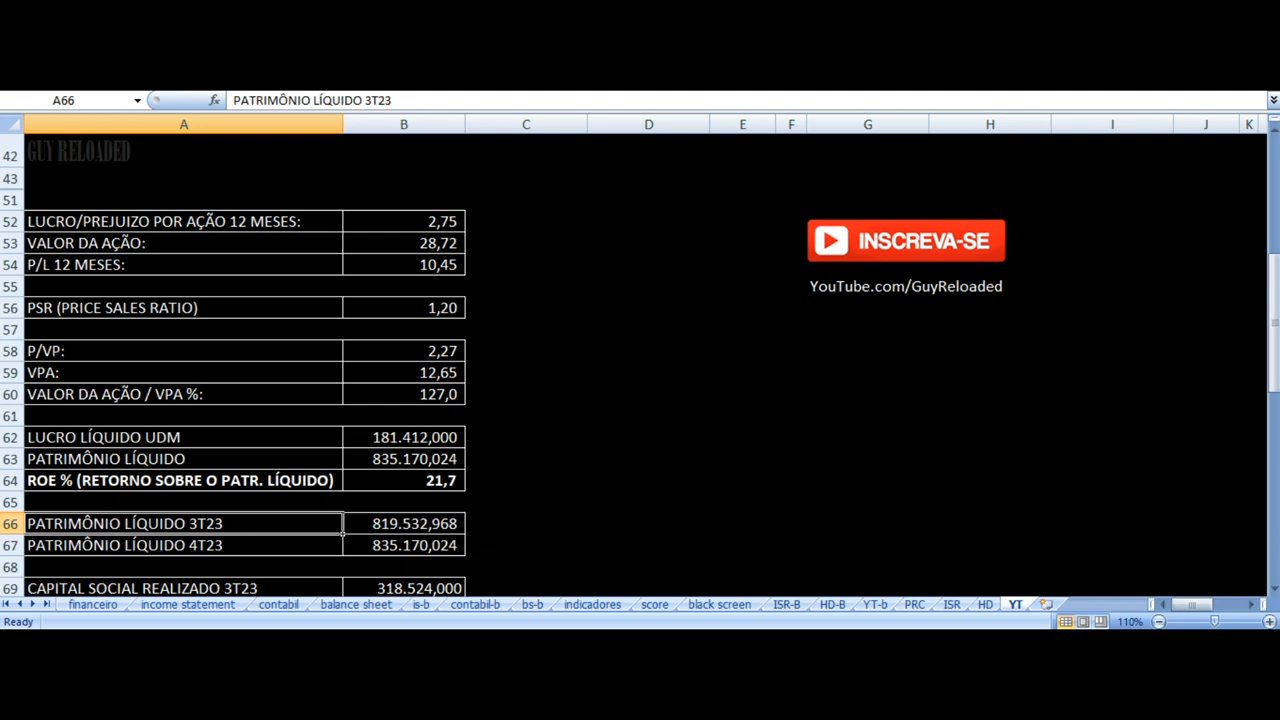 A66 fx PATRIMÔNIO LÍQUIDO 3T23
A B C D E F G H I J K
42 GUY RELOADED
43
51
52 LUCRO/PREJUIZO POR AÇÃO 12 MESES: 2,75
53 VALOR DA AÇÃO: 28,72
54 P/L 12 MESES: 10,45
55
56 PSR (PRICE SALES RATIO) 1,20
57
58 P/VP: 2,27
59 VPA: 12,65
60 VALOR DA AÇÃO / VPA %: 127,0
61
62 LUCRO LÍQUIDO UDM 181.412,000
63 PATRIMÔNIO LÍQUIDO 835.170,024
64 ROE % (RETORNO SOBRE O PATR. LÍQUIDO) 21,7
65
66 PATRIMÔNIO LÍQUIDO 3T23 819.532,968
67 PATRIMÔNIO LÍQUIDO 4T23 835.170,024
68
69 CAPITAL SOCIAL REALIZADO 3T23 318.524,000
INSCREVA-SE
YouTube.com/GuyReloaded
financeiro income statement contabil balance sheet is-b contabil-b bs-b indicadores score black screen ISR-B HD-B YT-b PRC ISR HD YT
Ready 110%